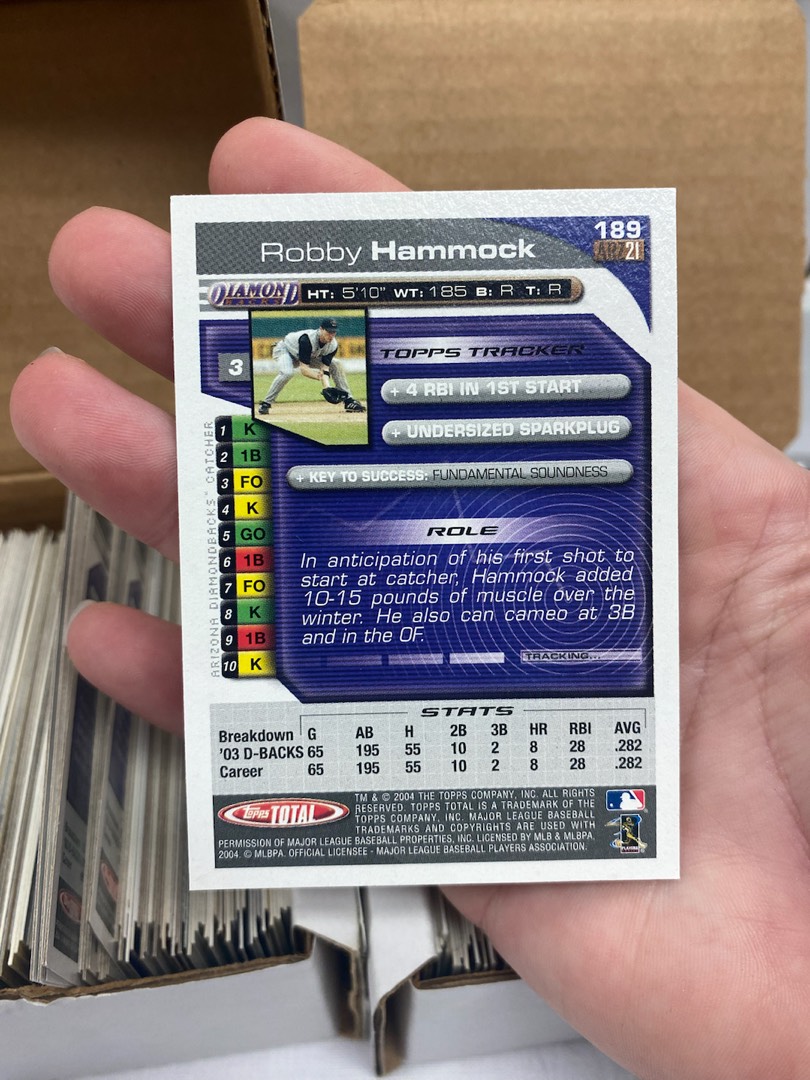 189
ARZ21
Robby Hammock
DIAMOND
BACKS
HT: 5'10" WT: 185 B: R T: R
3
TOPPS TRACKER
+ 4 RBI IN 1ST START
+ UNDERSIZED SPARKPLUG
+ KEY TO SUCCESS: FUNDAMENTAL SOUNDNESS
ARIZONA DIAMONDBACKS™ CATCHER
1 K
2 1B
3 FO
4 K
5 GO
6 1B
7 FO
8 K
9 1B
10 K
ROLE
In anticipation of his first shot to
start at catcher, Hammock added
10-15 pounds of muscle over the
winter. He also can cameo at 3B
and in the OF.
TRACKING...
STATS
Breakdown G AB H 2B 3B HR RBI AVG
'03 D-BACKS 65 195 55 10 2 8 28 .282
Career 65 195 55 10 2 8 28 .282
Topps TOTAL
TM & © 2004 THE TOPPS COMPANY, INC. ALL RIGHTS
RESERVED. TOPPS TOTAL IS A TRADEMARK OF THE
TOPPS COMPANY, INC. MAJOR LEAGUE BASEBALL
TRADEMARKS AND COPYRIGHTS ARE USED WITH
PERMISSION OF MAJOR LEAGUE BASEBALL PROPERTIES, INC. LICENSED BY MLB & MLBPA.
2004. © MLBPA. OFFICIAL LICENSEE - MAJOR LEAGUE BASEBALL PLAYERS ASSOCIATION.